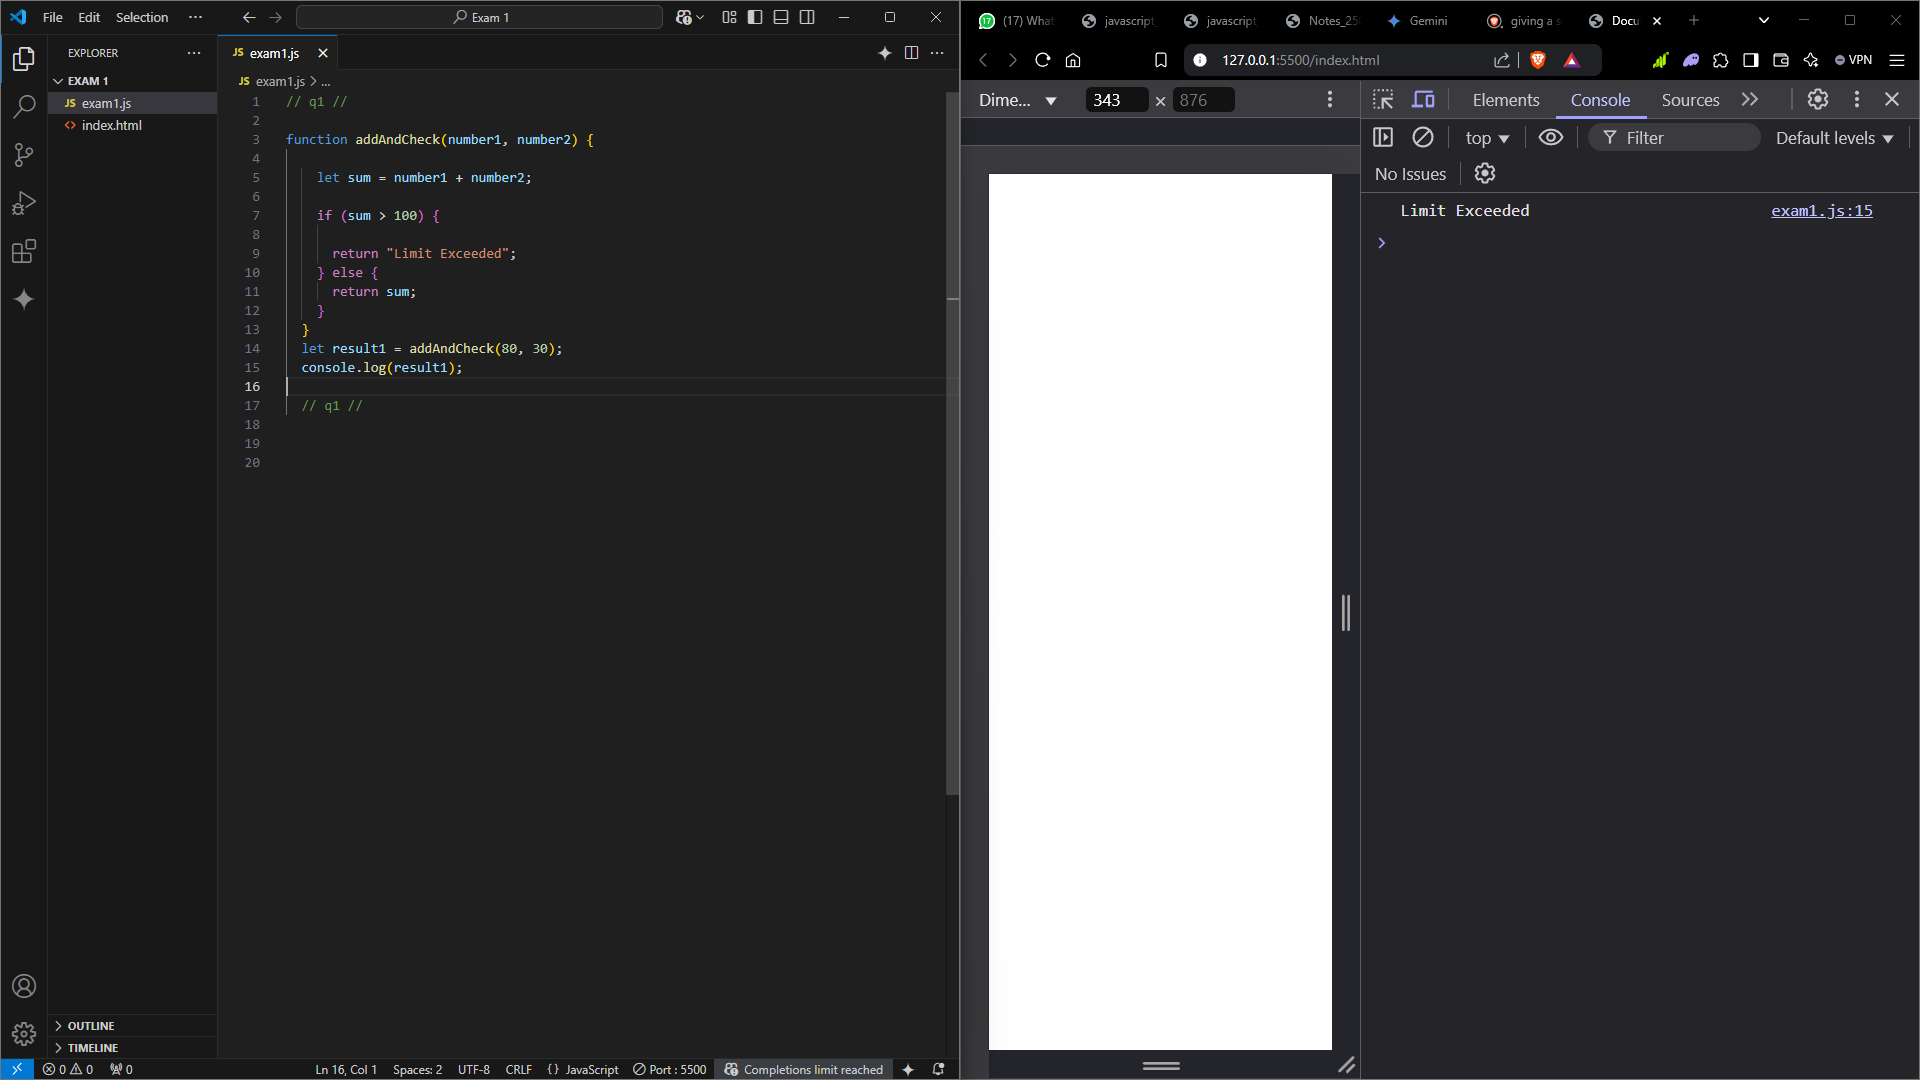 File Edit Selection ··· Exam 1
EXPLORER ···
EXAM 1
JS exam1.js
index.html
OUTLINE
TIMELINE
JS exam1.js
JS exam1.js > ...
1 // q1 //
2
3 function addAndCheck(number1, number2) {
4
5 let sum = number1 + number2;
6
7 if (sum > 100) {
8
9 return "Limit Exceeded";
10 } else {
11 return sum;
12 }
13 }
14 let result1 = addAndCheck(80, 30);
15 console.log(result1);
16
17 // q1 //
18
19
20
0 0 0 Ln 16, Col 1 Spaces: 2 UTF-8 CRLF {} JavaScript Port : 5500 Completions limit reached
17 (17) What javascript javascript Notes_25 Gemini giving a s Docu
127.0.0.1:5500/index.html VPN
Dime... 343 × 876
Elements Console Sources
top Filter Default levels
No Issues
Limit Exceeded exam1.js:15